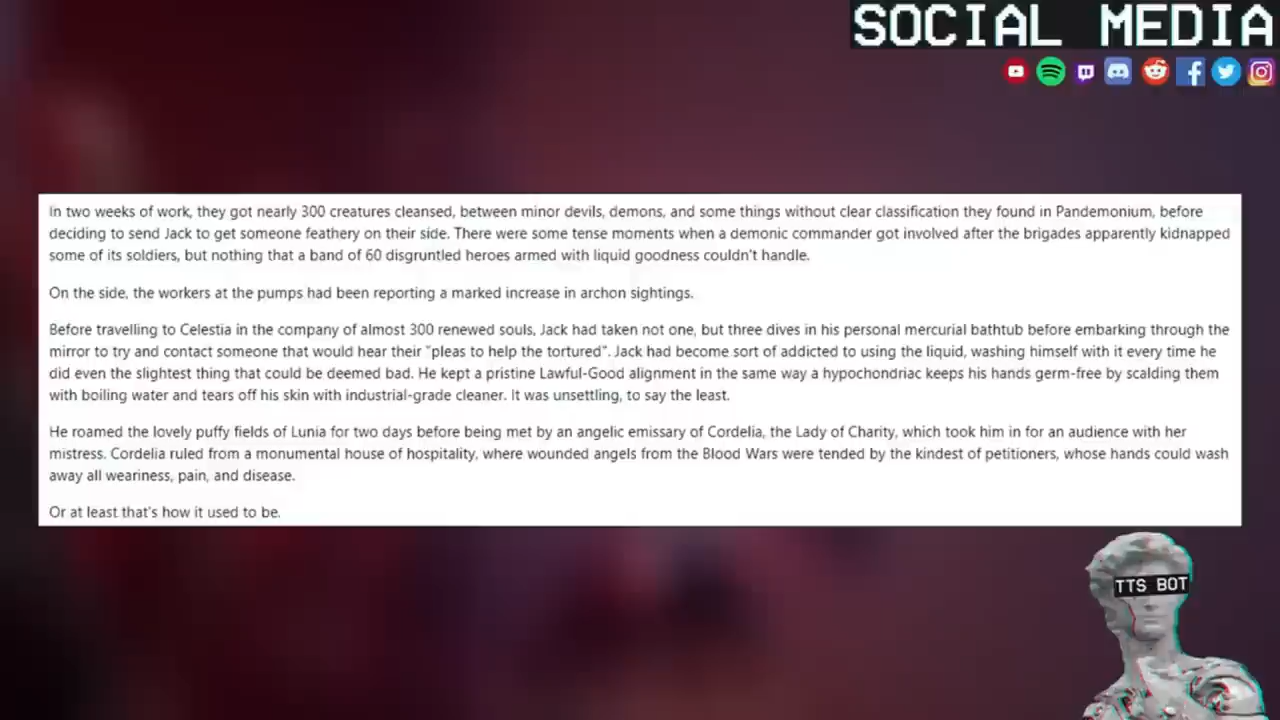 SOCIAL MEDIA
In two weeks of work, they got nearly 300 creatures cleansed, between minor devils, demons, and some things without clear classification they found in Pandemonium, before
deciding to send Jack to get someone feathery on their side. There were some tense moments when a demonic commander got involved after the brigades apparently kidnapped
some of its soldiers, but nothing that a band of 60 disgruntled heroes armed with liquid goodness couldn't handle.
On the side, the workers at the pumps had been reporting a marked increase in archon sightings.
Before travelling to Celestia in the company of almost 300 renewed souls, Jack had taken not one, but three dives in his personal mercurial bathtub before embarking through the
mirror to try and contact someone that would hear their "pleas to help the tortured". Jack had become sort of addicted to using the liquid, washing himself with it every time he
did even the slightest thing that could be deemed bad. He kept a pristine Lawful-Good alignment in the same way a hypochondriac keeps his hands germ-free by scalding them
with boiling water and tears off his skin with industrial-grade cleaner. It was unsettling, to say the least.
He roamed the lovely puffy fields of Lunia for two days before being met by an angelic emissary of Cordelia, the Lady of Charity, which took him in for an audience with her
mistress. Cordelia ruled from a monumental house of hospitality, where wounded angels from the Blood Wars were tended by the kindest of petitioners, whose hands could wash
away all weariness, pain, and disease.
Or at least that's how it used to be.
TTS BOT